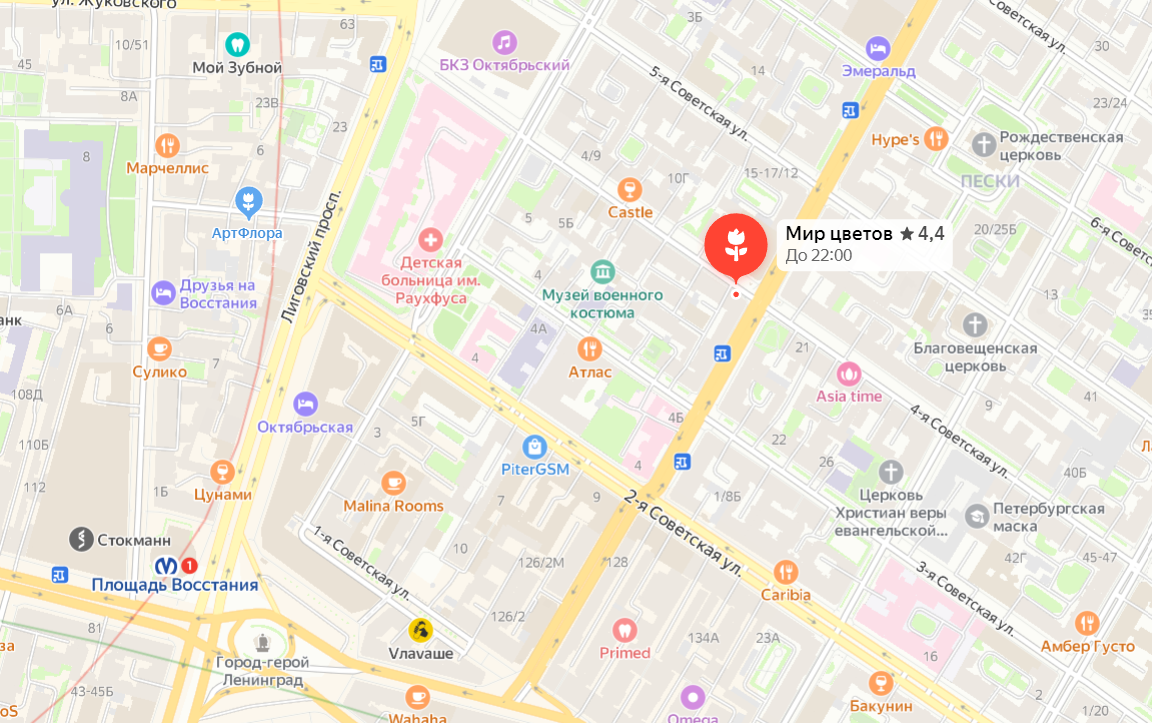 ул. Жуковского
63
3Б
Советская ул.
30
10/51
Мой Зубной
45
8А
23В
23
БКЗ Октябрьский
14
Эмеральд
5-я Советская ул.
23/24
8
6
Марчеллис
Hype's
Рождественская
церковь
ПЕСКИ
4/9
10Г
15-17/12
Castle
5
5Б
АртФлора
Лиговский просп.
Мир цветов ★ 4,4
До 22:00
20/25Б
6-я Советская
Детская
больница им.
Раухфуса
4
Музей военного
костюма
Друзья на
Восстания
13
6А
6
7
Сулико
4А
4
Атлас
21
Благовещенская
церковь
Asia time
9
41
4-я Советская ул.
108Д
Октябрьская
3
5Г
4Б
4
22
26
110Б
112
Цунами
1Б
PiterGSM
Malina Rooms
7
9
1/8Б
40Б
Церковь
Христиан веры
евангельской...
Петербургская
маска
2-я Советская ул.
Стокманн
1
Площадь Восстания
1-я Советская ул.
10
126/2М
128
42Г
45-47
3-я Советская ул.
Caribia
126/2
81
Vлаваше
Primed
134А
23А
16
Амбер Густо
Город-герой
Ленинград
43-45Б
Wahaha
Omega
Бакунин
2
1/20